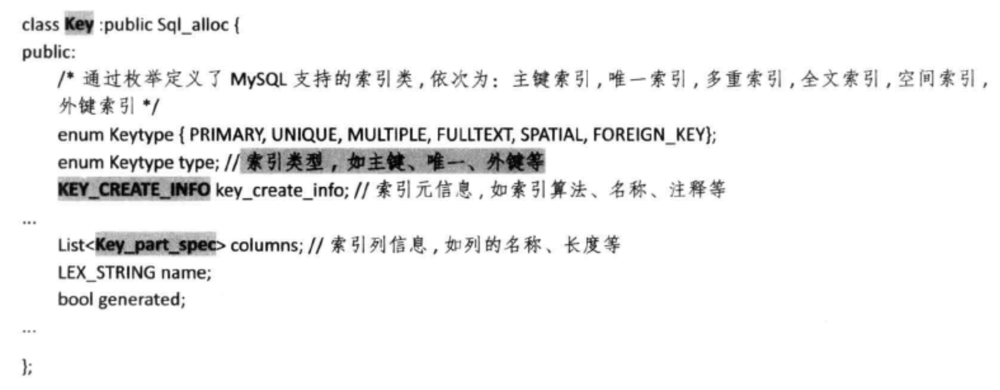 class Key :public Sql_alloc {
public:
/* 通过枚举定义了 MySQL 支持的索引类,依次为: 主键索引,唯一索引,多重索引,全文索引,空间索引,
外键索引 */
enum Keytype { PRIMARY, UNIQUE, MULTIPLE, FULLTEXT, SPATIAL, FOREIGN_KEY};
enum Keytype type; // 索引类型，如主键、唯一、外键等
KEY_CREATE_INFO key_create_info; // 索引元信息,如索引算法、名称、注释等
...
List<Key_part_spec> columns; // 索引列信息,如列的名称、长度等
LEX_STRING name;
bool generated;
...
};